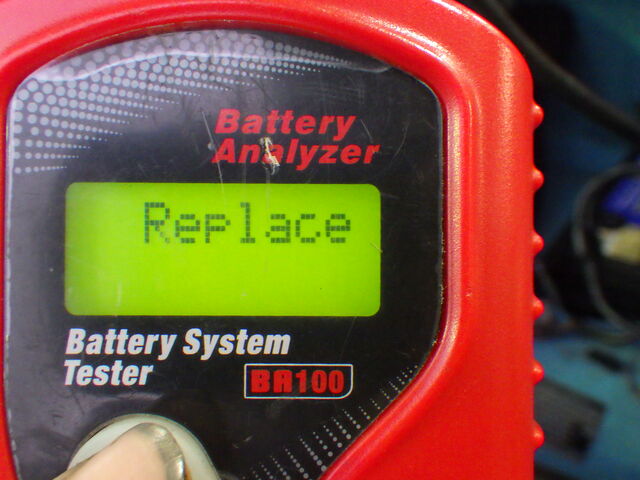 Battery
Analyzer
Replace
Battery System
Tester
BA100